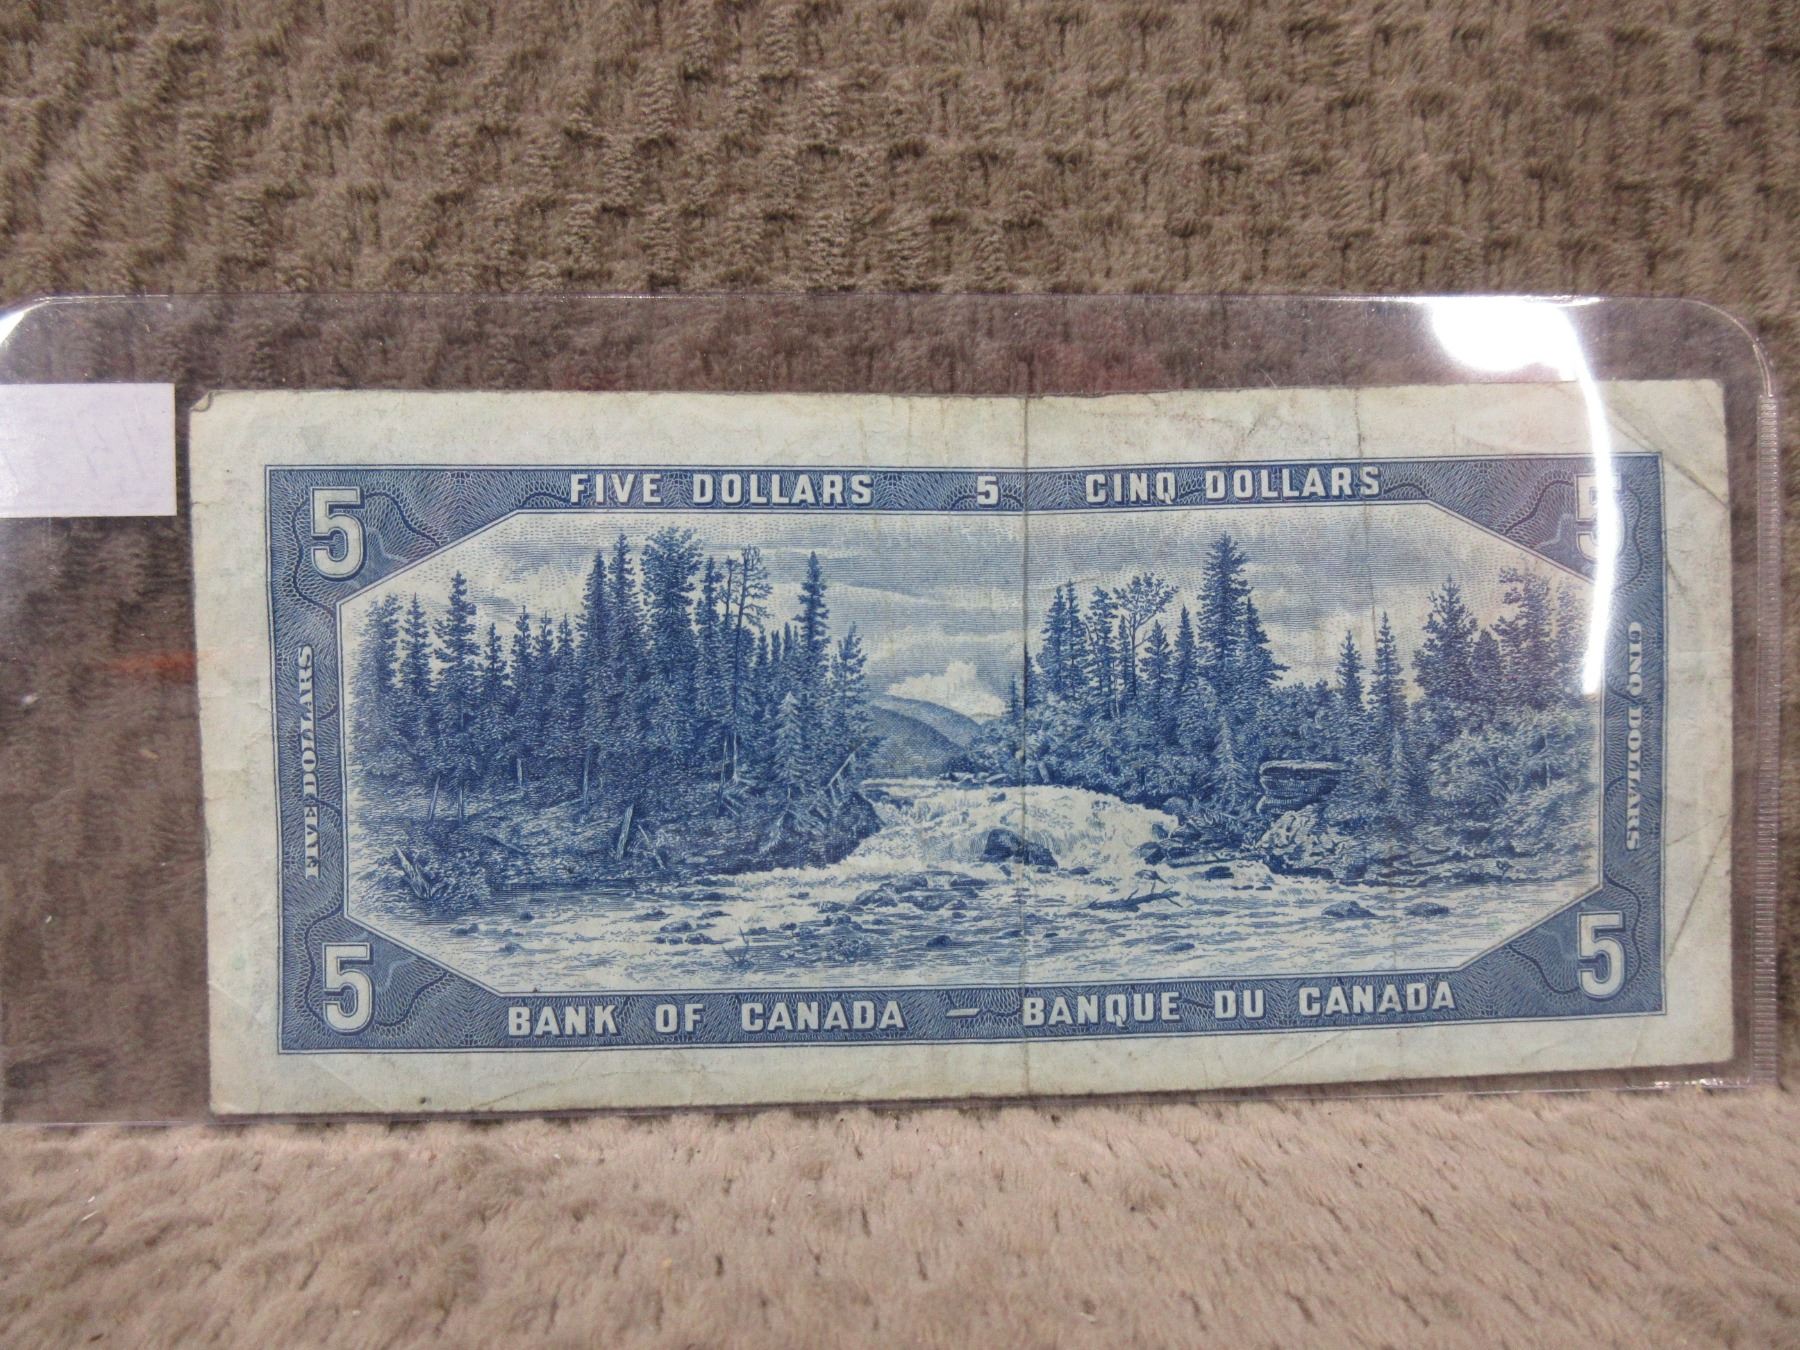 FIVE DOLLARS 5 CINQ DOLLARS
5 5
FIVE DOLLARS
CINQ DOLLARS
5 5
BANK OF CANADA – BANQUE DU CANADA